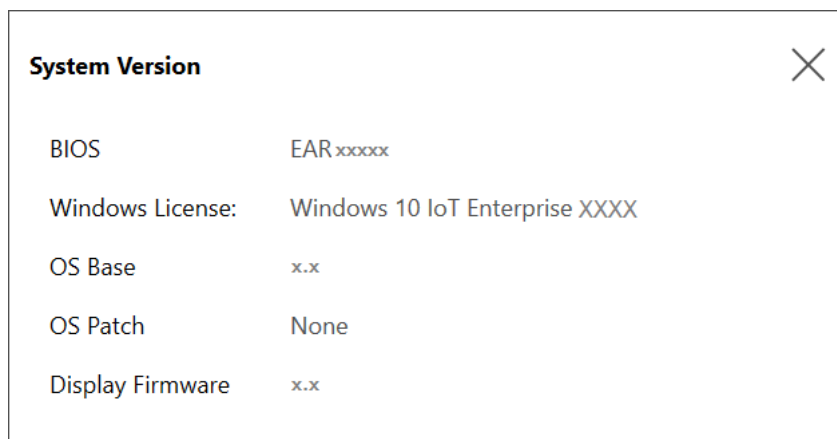 System Version
BIOS EAR xxxxx
Windows License: Windows 10 IoT Enterprise XXXX
OS Base x.x
OS Patch None
Display Firmware x.x